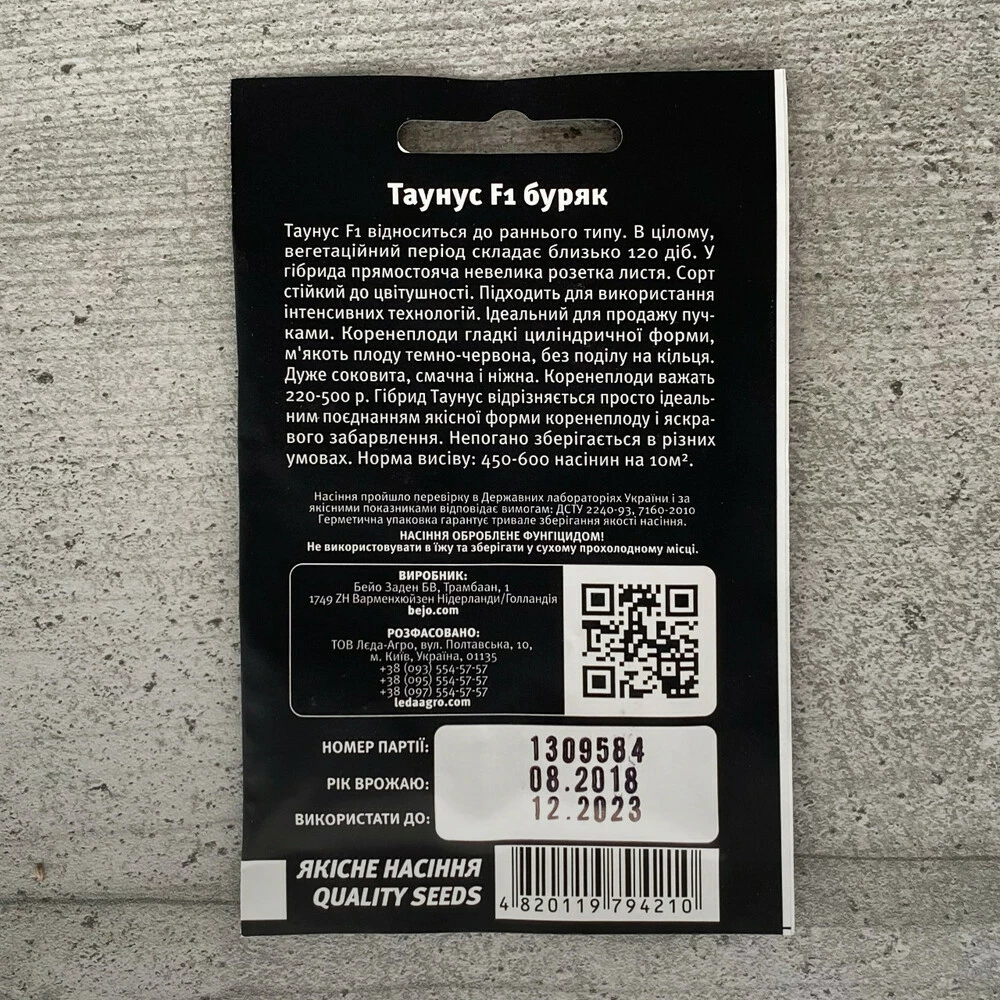 Таунус F1 буряк
Таунус F1 відноситься до раннього типу. В цілому,
вегетаційний період складає близько 120 діб. У
гібрида прямостояча невелика розетка листя. Сорт
стійкий до цвітушності. Підходить для використання
інтенсивних технологій. Ідеальний для продажу пуч-
ками. Коренеплоди гладкі циліндричної форми,
м'якоть плоду темно-червона, без поділу на кільця.
Дуже соковита, смачна і ніжна. Коренеплоди важать
220-500 р. Гібрид Таунус відрізняється просто ідеаль-
ним поєднанням якісної форми коренеплоду і яскра-
вого забарвлення. Непогано зберігається в різних
умовах. Норма висіву: 450-600 насінин на 10м².
Насіння пройшло перевірку в Державних лабораторіях України і за
якісними показниками відповідає вимогам: ДСТУ 2240-93, 7160-2010
Герметична упаковка гарантує тривале зберігання якості насіння.
НАСІННЯ ОБРОБЛЕНЕ ФУНГІЦИДОМ!
Не використовувати в їжу та зберігати у сухому прохолодному місці.
ВИРОБНИК:
Бейо Заден БВ, Трамбаан, 1
1749 ZH Варменхюйзен Нідерланди/Голландія
bejo.com
РОЗФАСОВАНО:
ТОВ Лєда-Агро, вул. Полтавська, 10,
м. Київ, Україна, 01135
+38 (093) 554-57-57
+38 (095) 554-57-57
+38 (097) 554-57-57
ledaagro.com
НОМЕР ПАРТІЇ: 1309584
РІК ВРОЖАЮ: 08.2018
ВИКОРИСТАТИ ДО: 12.2023
ЯКІСНЕ НАСІННЯ
QUALITY SEEDS
4 820119 794210